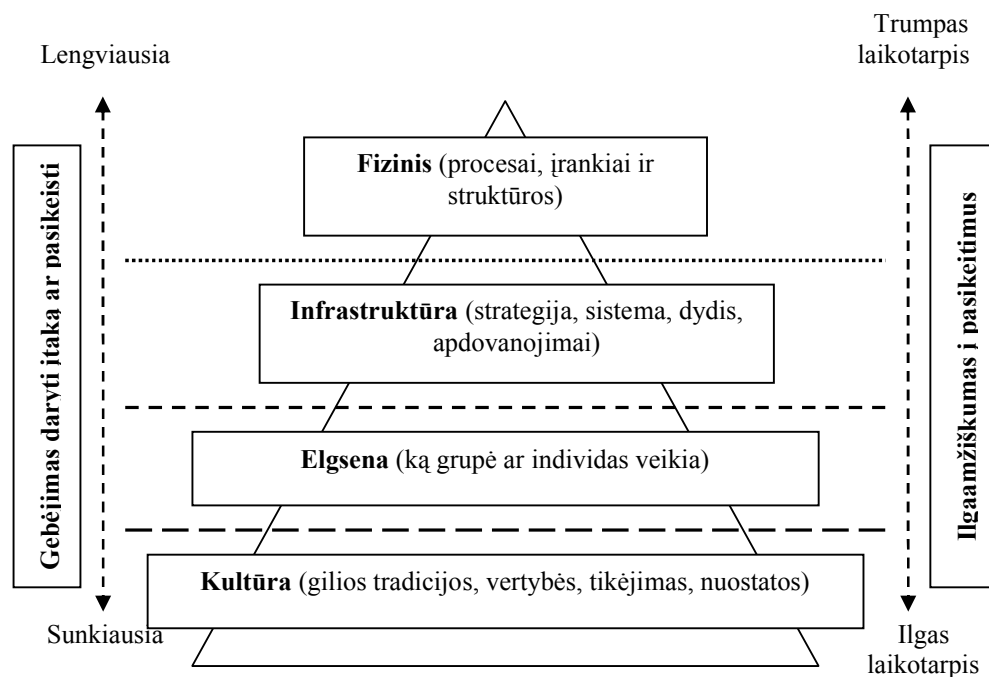 Lengviausia
Trumpas
laikotarpis
Gebėjimas daryti įtaką ar pasikeisti
Fizinis (procesai, įrankiai ir
struktūros)
Infrastruktūra (strategija, sistema, dydis,
apdovanojimai)
Elgsena (ką grupė ar individas veikia)
Kultūra (gilios tradicijos, vertybės, tikėjimas, nuostatos)
Ilgaamžiškumas į pasikeitimus
Sunkiausia
Ilgas
laikotarpis